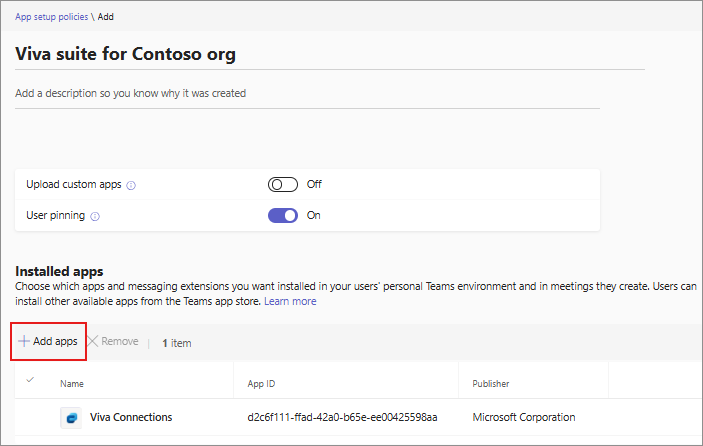 App setup policies \ Add
Viva suite for Contoso org
Add a description so you know why it was created
Upload custom apps Off
User pinning On
Installed apps
Choose which apps and messaging extensions you want installed in your users' personal Teams environment and in meetings they create. Users can
install other available apps from the Teams app store. Learn more
+ Add apps Remove | 1 item
Name App ID Publisher
Viva Connections d2c6f111-ffad-42a0-b65e-ee00425598aa Microsoft Corporation